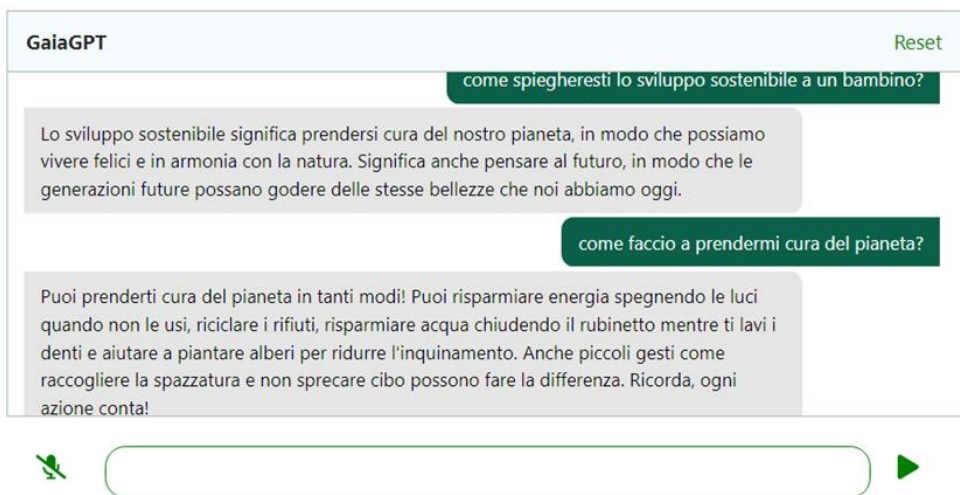 GaiaGPT
Reset
come spiegheresti lo sviluppo sostenibile a un bambino?
Lo sviluppo sostenibile significa prendersi cura del nostro pianeta, in modo che possiamo
vivere felici e in armonia con la natura. Significa anche pensare al futuro, in modo che le
generazioni future possano godere delle stesse bellezze che noi abbiamo oggi.
come faccio a prendermi cura del pianeta?
Puoi prenderti cura del pianeta in tanti modi! Puoi risparmiare energia spegnendo le luci
quando non le usi, riciclare i rifiuti, risparmiare acqua chiudendo il rubinetto mentre ti lavi i
denti e aiutare a piantare alberi per ridurre l'inquinamento. Anche piccoli gesti come
raccogliere la spazzatura e non sprecare cibo possono fare la differenza. Ricorda, ogni
azione conta!